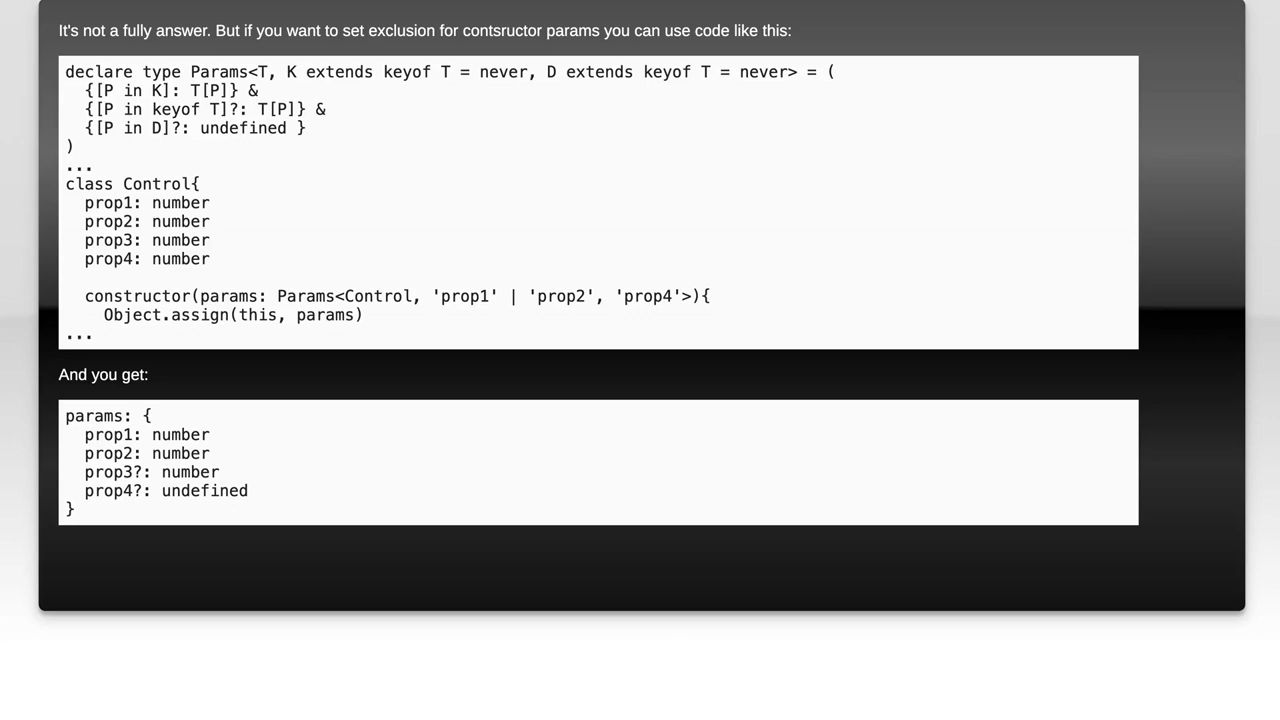 It's not a fully answer. But if you want to set exclusion for contsructor params you can use code like this:
declare type Params<T, K extends keyof T = never, D extends keyof T = never> = (
  {[P in K]: T[P]} &
  {[P in keyof T]?: T[P]} &
  {[P in D]?: undefined }
)
...
class Control{
  prop1: number
  prop2: number
  prop3: number
  prop4: number
  constructor(params: Params<Control, 'prop1' | 'prop2', 'prop4'>){
    Object.assign(this, params)
...
And you get:
params: {
  prop1: number
  prop2: number
  prop3?: number
  prop4?: undefined
}